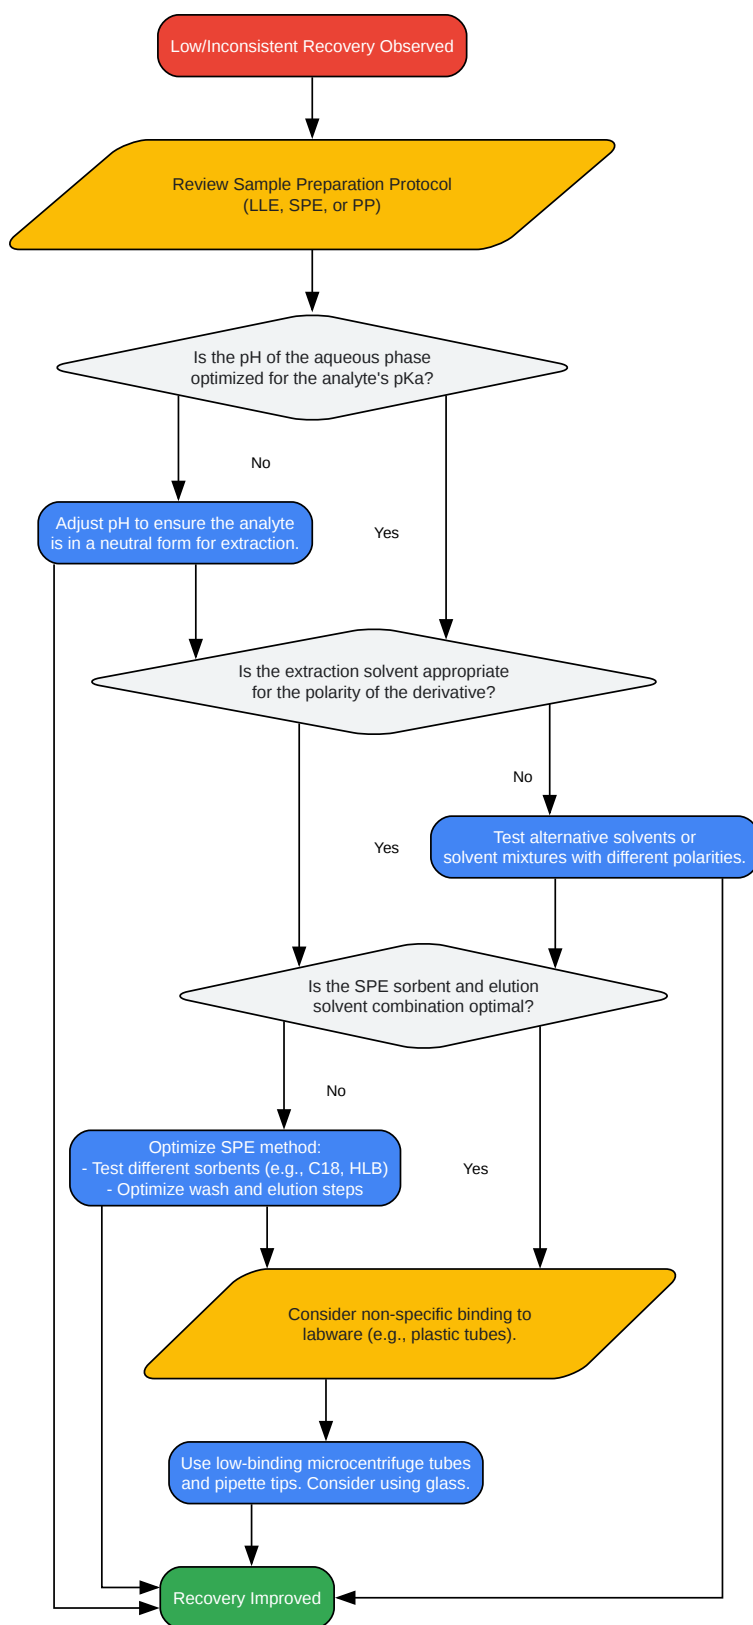 Low/Inconsistent Recovery Observed
Review Sample Preparation Protocol
(LLE, SPE, or PP)
Is the pH of the aqueous phase
optimized for the analyte's pKa?
No
Adjust pH to ensure the analyte
is in a neutral form for extraction.
Yes
Is the extraction solvent appropriate
for the polarity of the derivative?
No
Test alternative solvents or
solvent mixtures with different polarities.
Yes
Is the SPE sorbent and elution
solvent combination optimal?
No
Optimize SPE method:
- Test different sorbents (e.g., C18, HLB)
- Optimize wash and elution steps
Yes
Consider non-specific binding to
labware (e.g., plastic tubes).
Use low-binding microcentrifuge tubes
and pipette tips. Consider using glass.
Recovery Improved